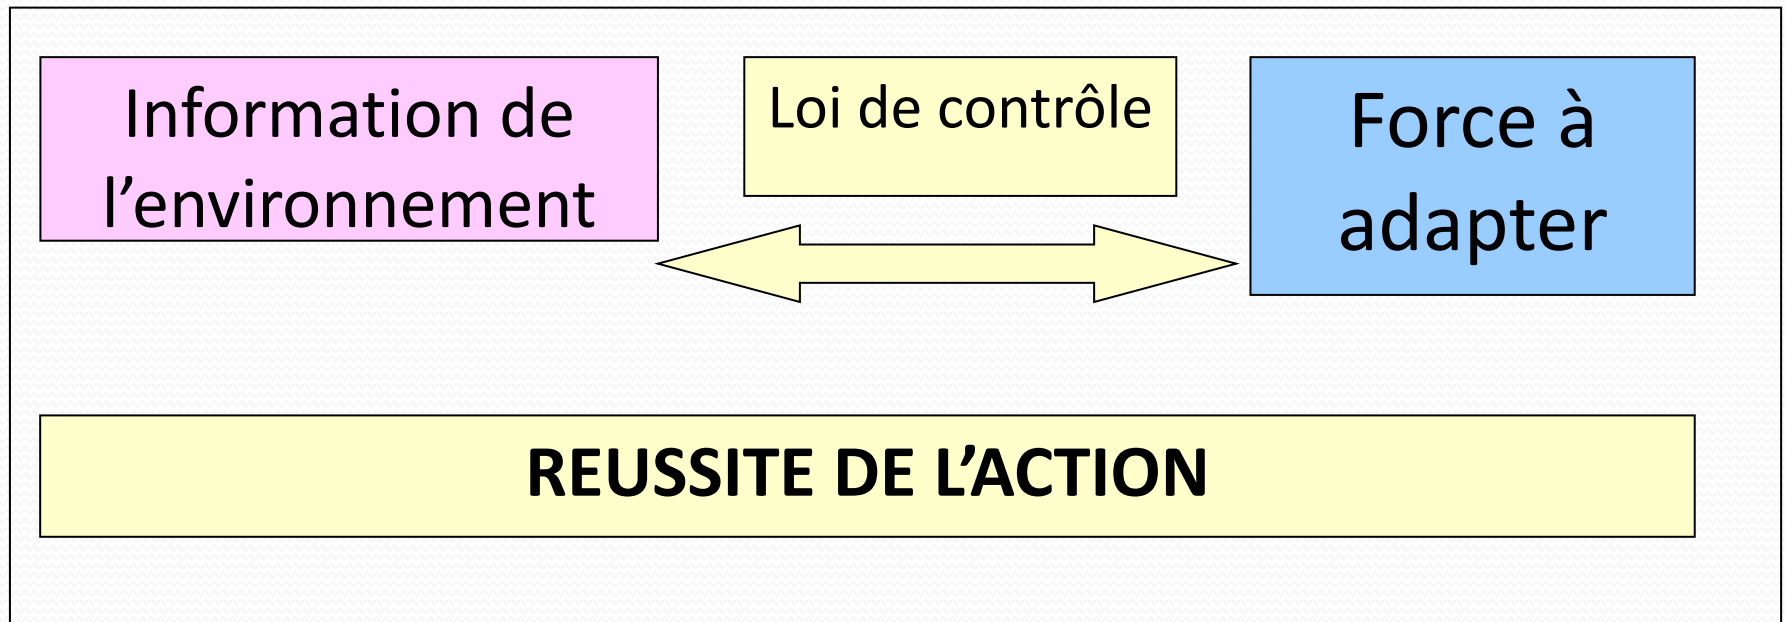 Information de
l’environnement
Loi de contrôle
Force à
adapter
REUSSITE DE L’ACTION